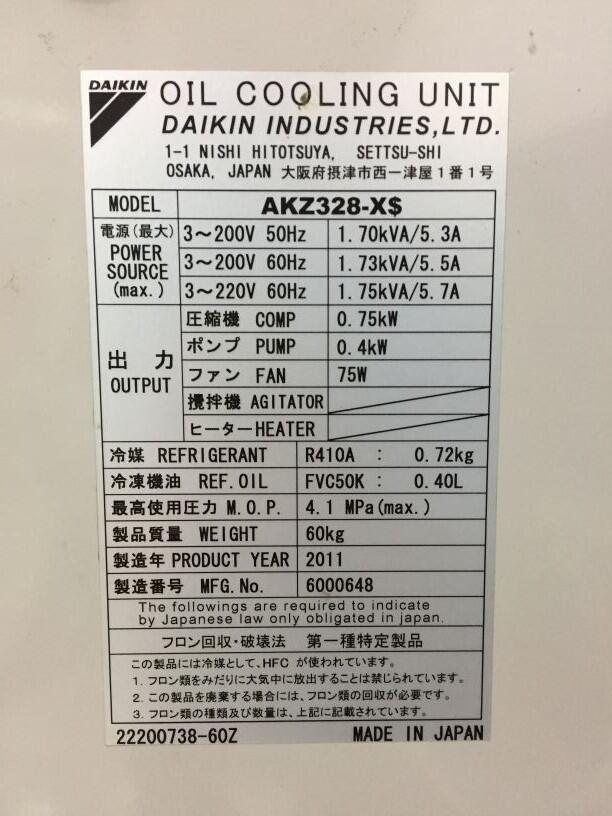 DAIKIN
OIL COOLING UNIT
DAIKIN INDUSTRIES,LTD.
1-1 NISHI HITOTSUYA, SETTSU-SHI
OSAKA, JAPAN 大阪府摂津市西一津屋1番1号
MODEL AKZ328-X$
電源(最大) POWER SOURCE (max.)
3～200V 50Hz 1.70kVA/5.3A
3～200V 60Hz 1.73kVA/5.5A
3～220V 60Hz 1.75kVA/5.7A
出力 OUTPUT
圧縮機 COMP 0.75kW
ポンプ PUMP 0.4kW
ファン FAN 75W
攪拌機 AGITATOR
ヒーター HEATER
冷媒 REFRIGERANT R410A : 0.72kg
冷凍機油 REF.OIL FVC50K : 0.40L
最高使用圧力 M.O.P. 4.1 MPa(max.)
製品質量 WEIGHT 60kg
製造年 PRODUCT YEAR 2011
製造番号 MFG.No. 6000648
The followings are required to indicate
by Japanese law only obligated in japan.
フロン回収・破壊法 第一種特定製品
この製品には冷媒として、HFC が使われています。
1. フロン類をみだりに大気中に放出することは禁じられています。
2. この製品を廃棄する場合には、フロン類の回収が必要です。
3. フロン類の種類及び数量は、上記に記載されています。
22200738-60Z MADE IN JAPAN